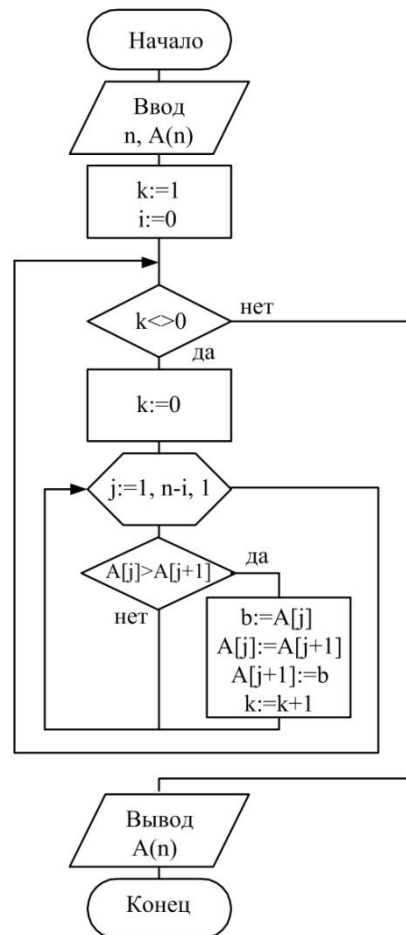 Начало
Ввод
n, A(n)
k:=1
i:=0
k<>0
нет
да
k:=0
j:=1, n-i, 1
A[j]>A[j+1]
да
нет
b:=A[j]
A[j]:=A[j+1]
A[j+1]:=b
k:=k+1
Вывод
A(n)
Конец